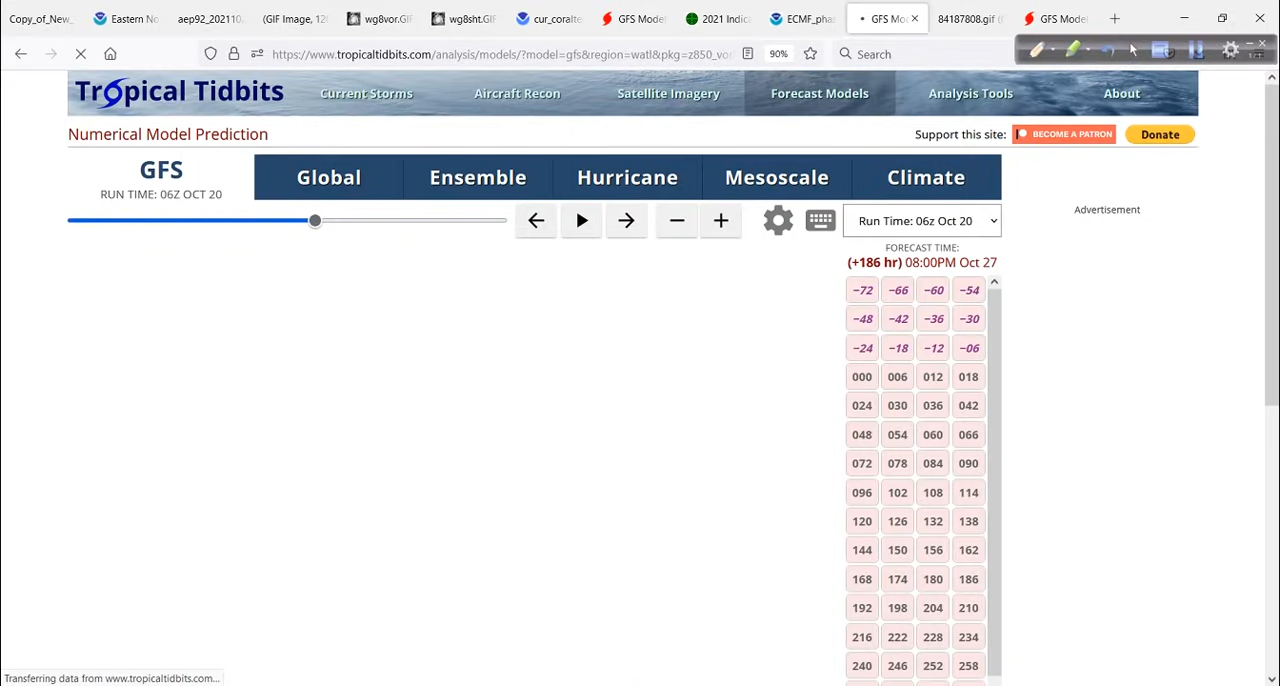 Copy_of_New_ Eastern No aep92_202110. (GIF Image, 12 wg8vor.GIF wg8sht.GIF cur_coralte GFS Model 2021 Indice ECMF_pha GFS Mo 84187808.gif ( GFS Mode
https://www.tropicaltidbits.com/analysis/models/?model=gfs&region=watl&pkg=z850_vo 90% Search
Tropical Tidbits Current Storms Aircraft Recon Satellite Imagery Forecast Models Analysis Tools About
Numerical Model Prediction Support this site: BECOME A PATRON Donate
GFS Global Ensemble Hurricane Mesoscale Climate
RUN TIME: 06Z OCT 20
Run Time: 06z Oct 20
Advertisement
FORECAST TIME:
(+186 hr) 08:00PM Oct 27
−72 −66 −60 −54
−48 −42 −36 −30
−24 −18 −12 −06
000 006 012 018
024 030 036 042
048 054 060 066
072 078 084 090
096 102 108 114
120 126 132 138
144 150 156 162
168 174 180 186
192 198 204 210
216 222 228 234
240 246 252 258
Transferring data from www.tropicaltidbits.com...